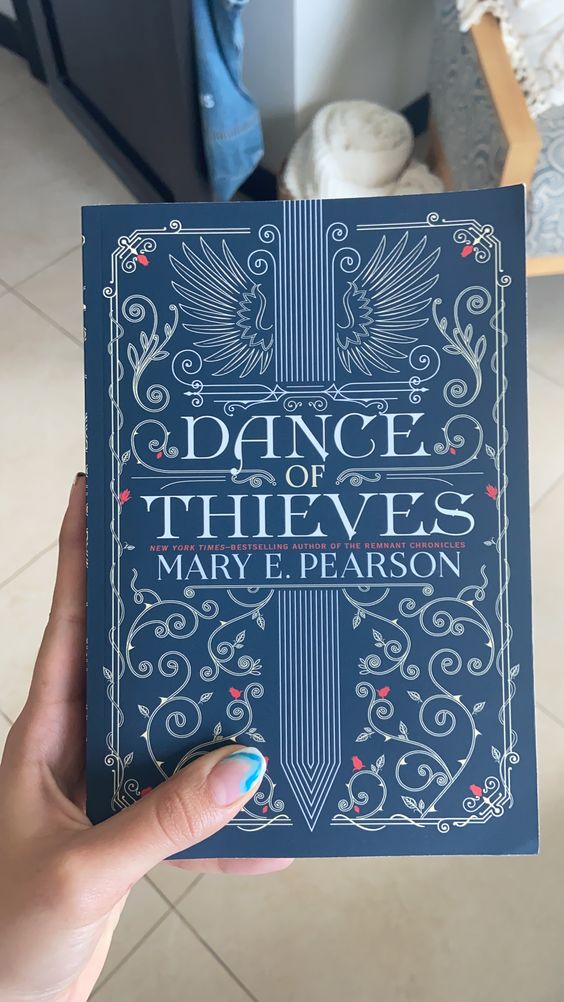 DANCE
OF
THIEVES
NEW YORK TIMES–BESTSELLING AUTHOR OF THE REMNANT CHRONICLES
MARY E. PEARSON